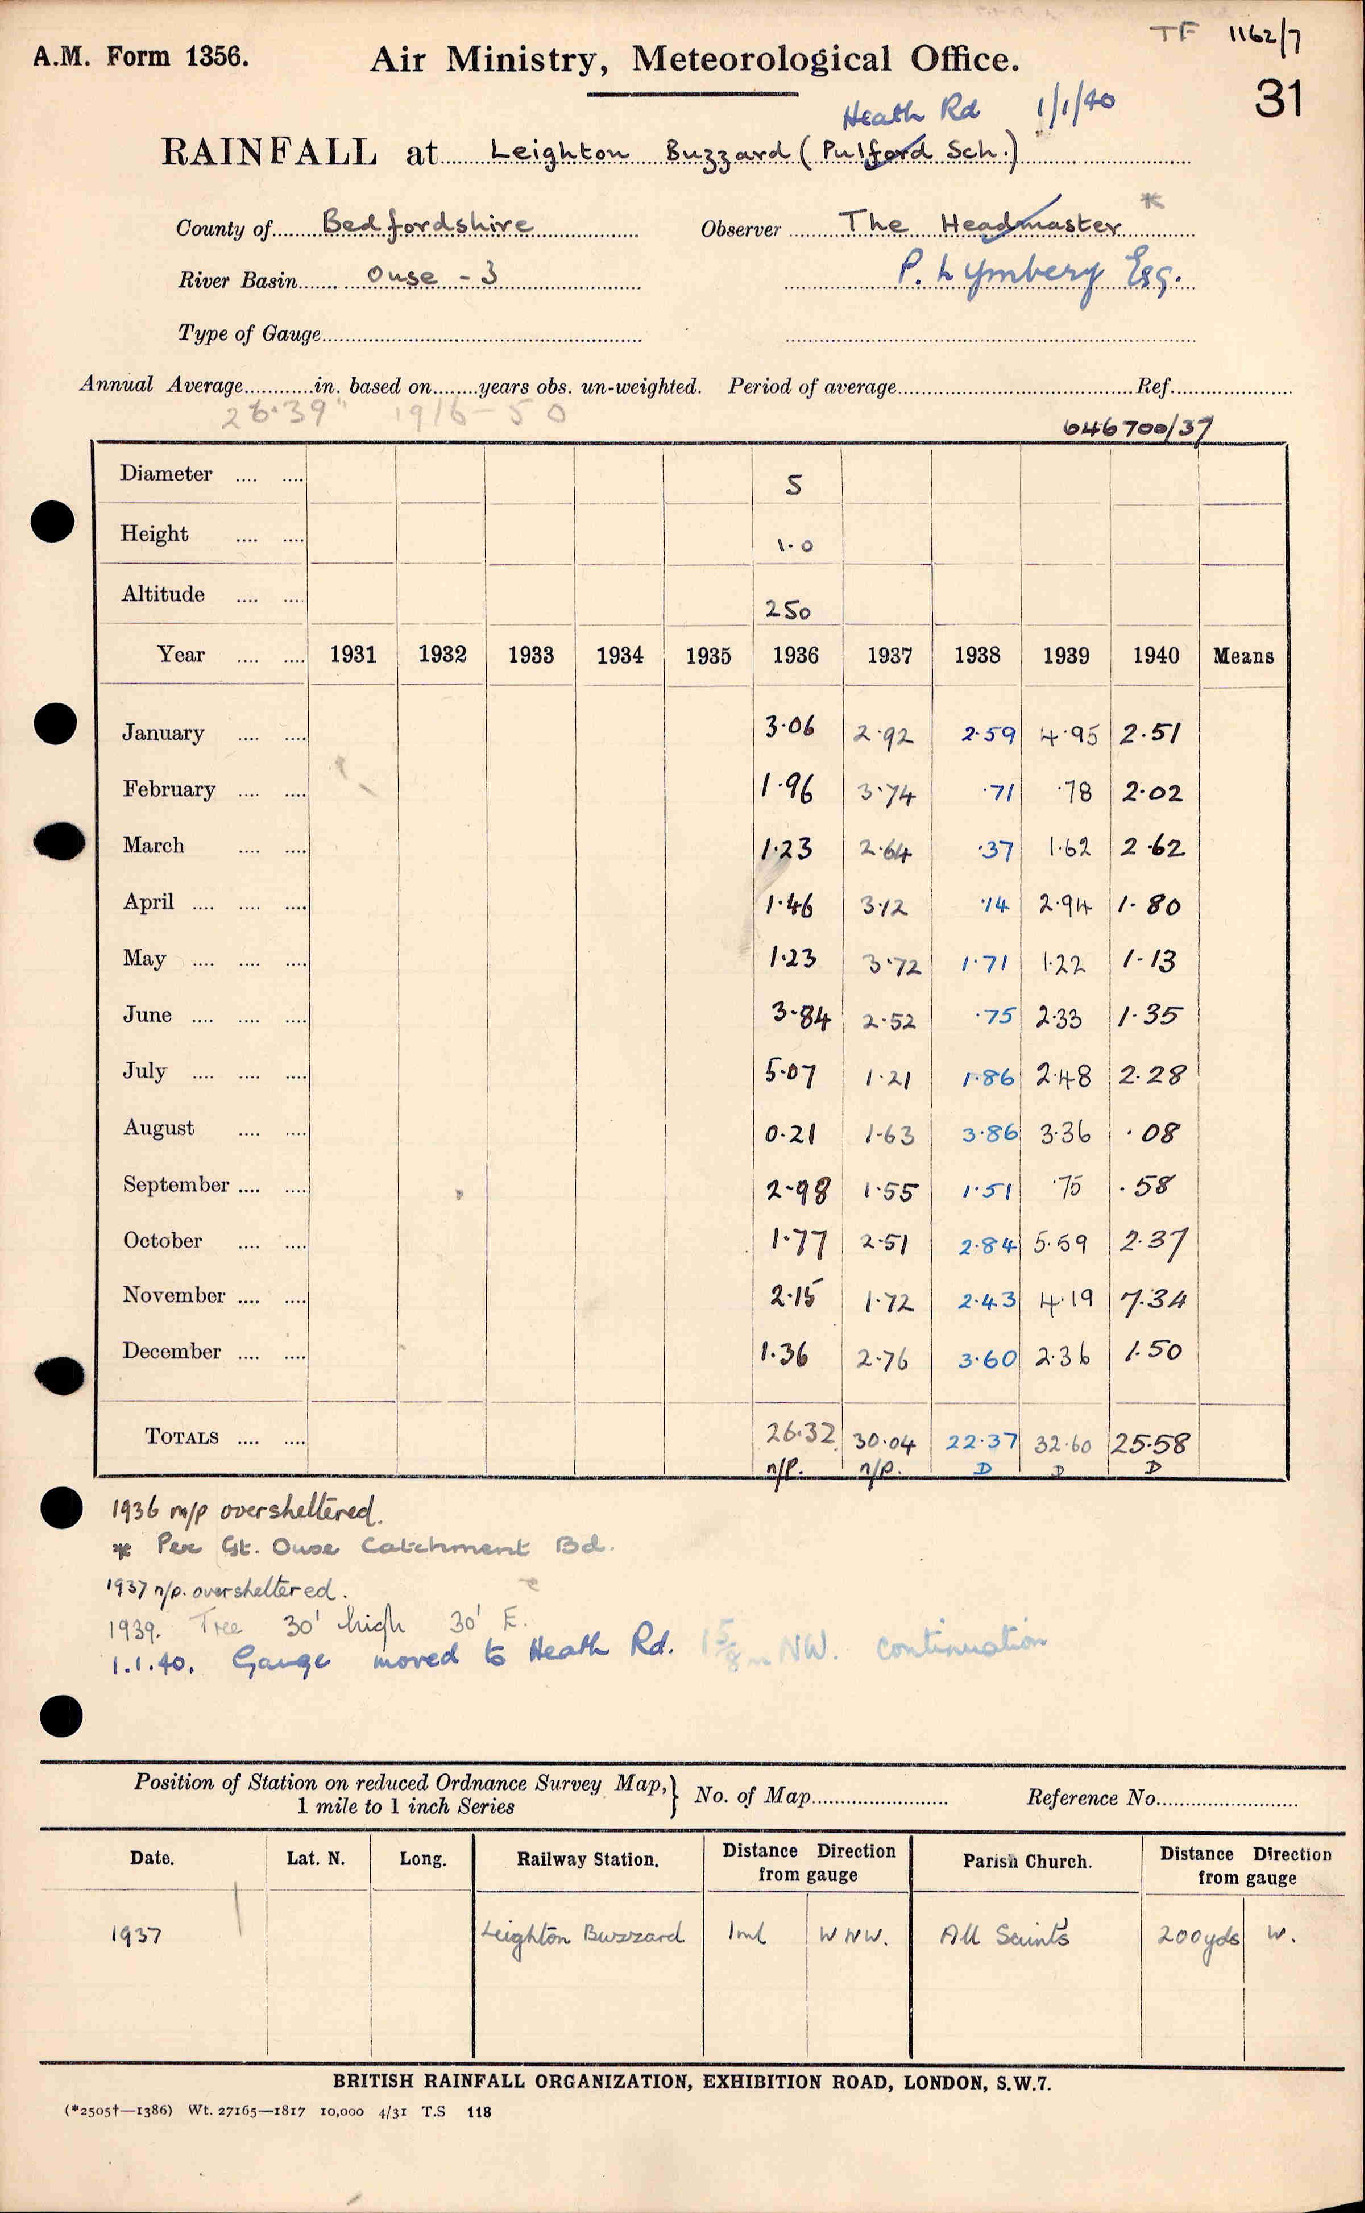 TF 1162/7
A.M. Form 1356. Air Ministry, Meteorological Office.
31
Heath Rd 1/1/40
RAINFALL at Leighton Buzzard (Pulford Sch.)
County of Bedfordshire Observer The Headmaster *
River Basin Ouse - 3 P. Lymbery Esq.
Type of Gauge
Annual Average in. based on years obs. un-weighted. Period of average Ref.
26.39" 1916-50
646700/37
Diameter .... .... 5
Height .... .... 1.0
Altitude .... .... 250
Year .... .... 1931 1932 1933 1934 1935 1936 1937 1938 1939 1940 Means
January .... .... 3.06 2.92 2.59 4.95 2.51
February .... .... 1.96 3.74 .71 .78 2.02
March .... .... 1.23 2.64 .37 1.62 2.62
April .... .... .... 1.46 3.12 .14 2.94 1.80
May .... .... .... 1.23 3.72 1.71 1.22 1.13
June .... .... .... 3.84 2.52 .75 2.33 1.35
July .... .... .... 5.07 1.21 1.86 2.48 2.28
August .... .... 0.21 1.63 3.86 3.36 .08
September .... .... 2.98 1.55 1.51 .75 .58
October .... .... 1.77 2.51 2.84 5.59 2.37
November .... .... 2.15 1.72 2.43 4.19 7.34
December .... .... 1.36 2.76 3.60 2.36 1.50
TOTALS .... .... 26.32 30.04 22.37 32.60 25.58
n/p. n/p. D D D
1936 n/p oversheltered.
* Per Gt. Ouse Catchment Bd.
1937 n/p. oversheltered.
1939. Tree 30' high 30' E.
1.1.40. Gauge moved to Heath Rd. 1 5/8 m NW. continuation
Position of Station on reduced Ordnance Survey Map,} No. of Map Reference No.
1 mile to 1 inch Series
Date. Lat. N. Long. Railway Station. Distance Direction from gauge Parish Church. Distance Direction from gauge
1937 Leighton Buzzard 1ml WNW. All Saints 200yds W.
BRITISH RAINFALL ORGANIZATION, EXHIBITION ROAD, LONDON, S.W.7.
(*2505†—1386) Wt. 27165—1817 10,000 4/31 T.S 118